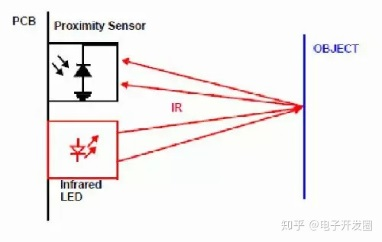 PCB
Proximity Sensor
OBJECT
IR
Infrared
LED
知乎 @电子开发圈